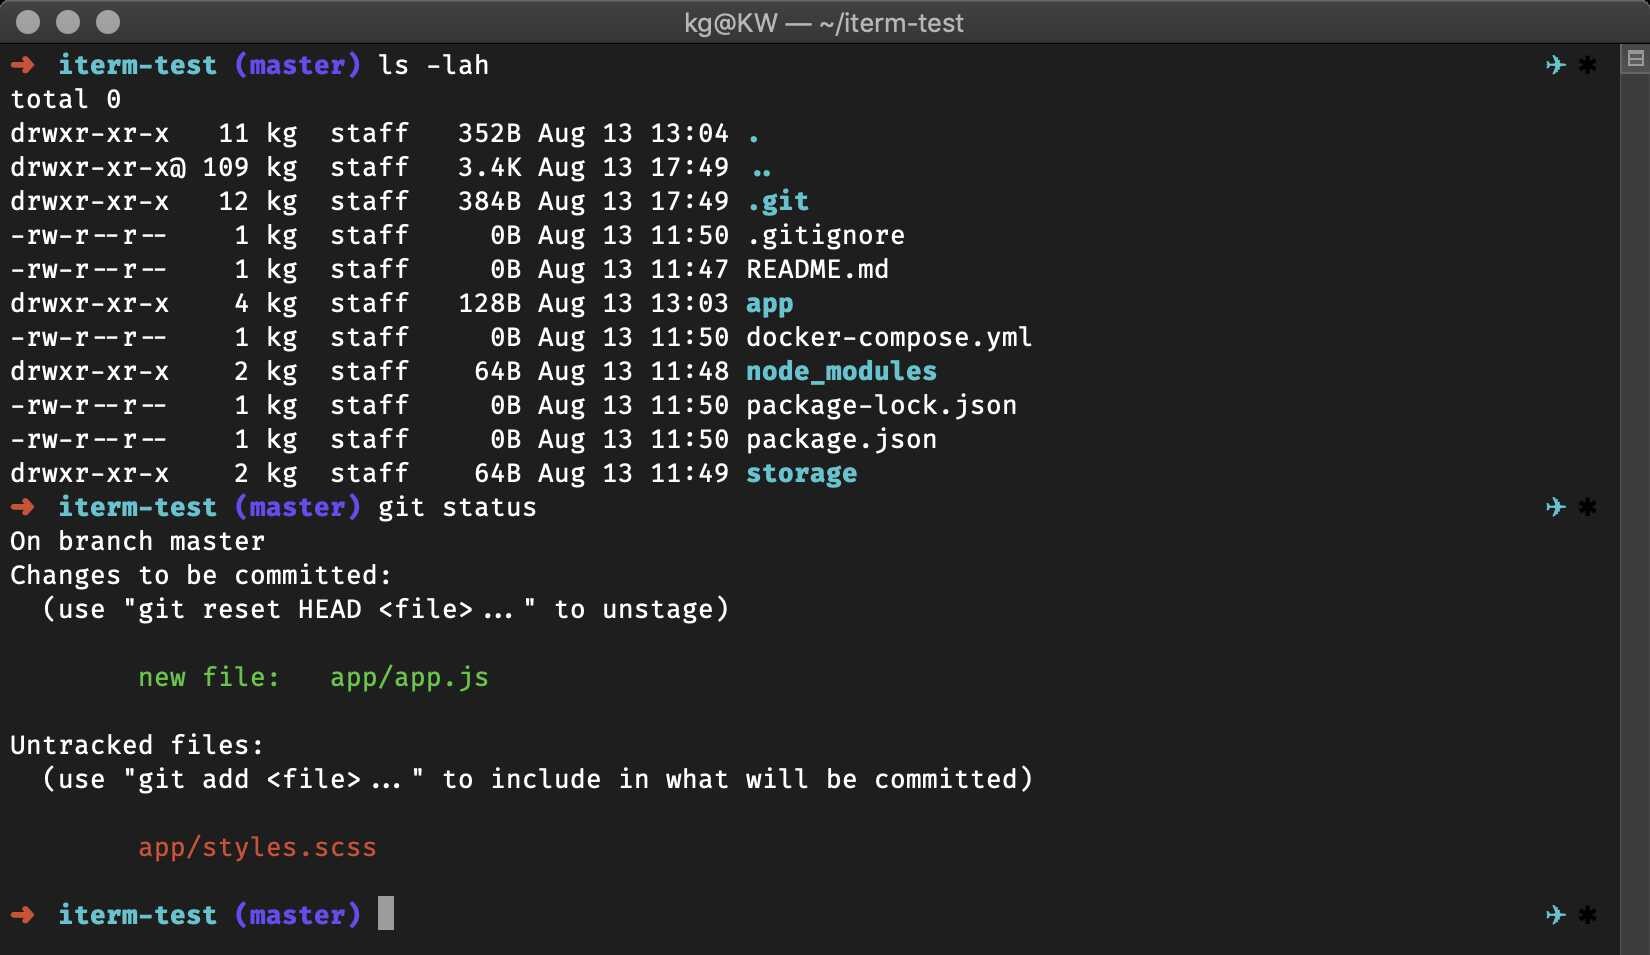 kg@KW — ~/iterm-test
➜ iterm-test (master) ls -lah ✈ ✱
total 0
drwxr-xr-x   11 kg  staff   352B Aug 13 13:04 .
drwxr-xr-x@ 109 kg  staff   3.4K Aug 13 17:49 ..
drwxr-xr-x   12 kg  staff   384B Aug 13 17:49 .git
-rw-r--r--    1 kg  staff     0B Aug 13 11:50 .gitignore
-rw-r--r--    1 kg  staff     0B Aug 13 11:47 README.md
drwxr-xr-x    4 kg  staff   128B Aug 13 13:03 app
-rw-r--r--    1 kg  staff     0B Aug 13 11:50 docker-compose.yml
drwxr-xr-x    2 kg  staff    64B Aug 13 11:48 node_modules
-rw-r--r--    1 kg  staff     0B Aug 13 11:50 package-lock.json
-rw-r--r--    1 kg  staff     0B Aug 13 11:50 package.json
drwxr-xr-x    2 kg  staff    64B Aug 13 11:49 storage
➜ iterm-test (master) git status ✈ ✱
On branch master
Changes to be committed:
  (use "git reset HEAD <file>..." to unstage)
        new file:   app/app.js
Untracked files:
  (use "git add <file>..." to include in what will be committed)
        app/styles.scss
➜ iterm-test (master) ✈ ✱